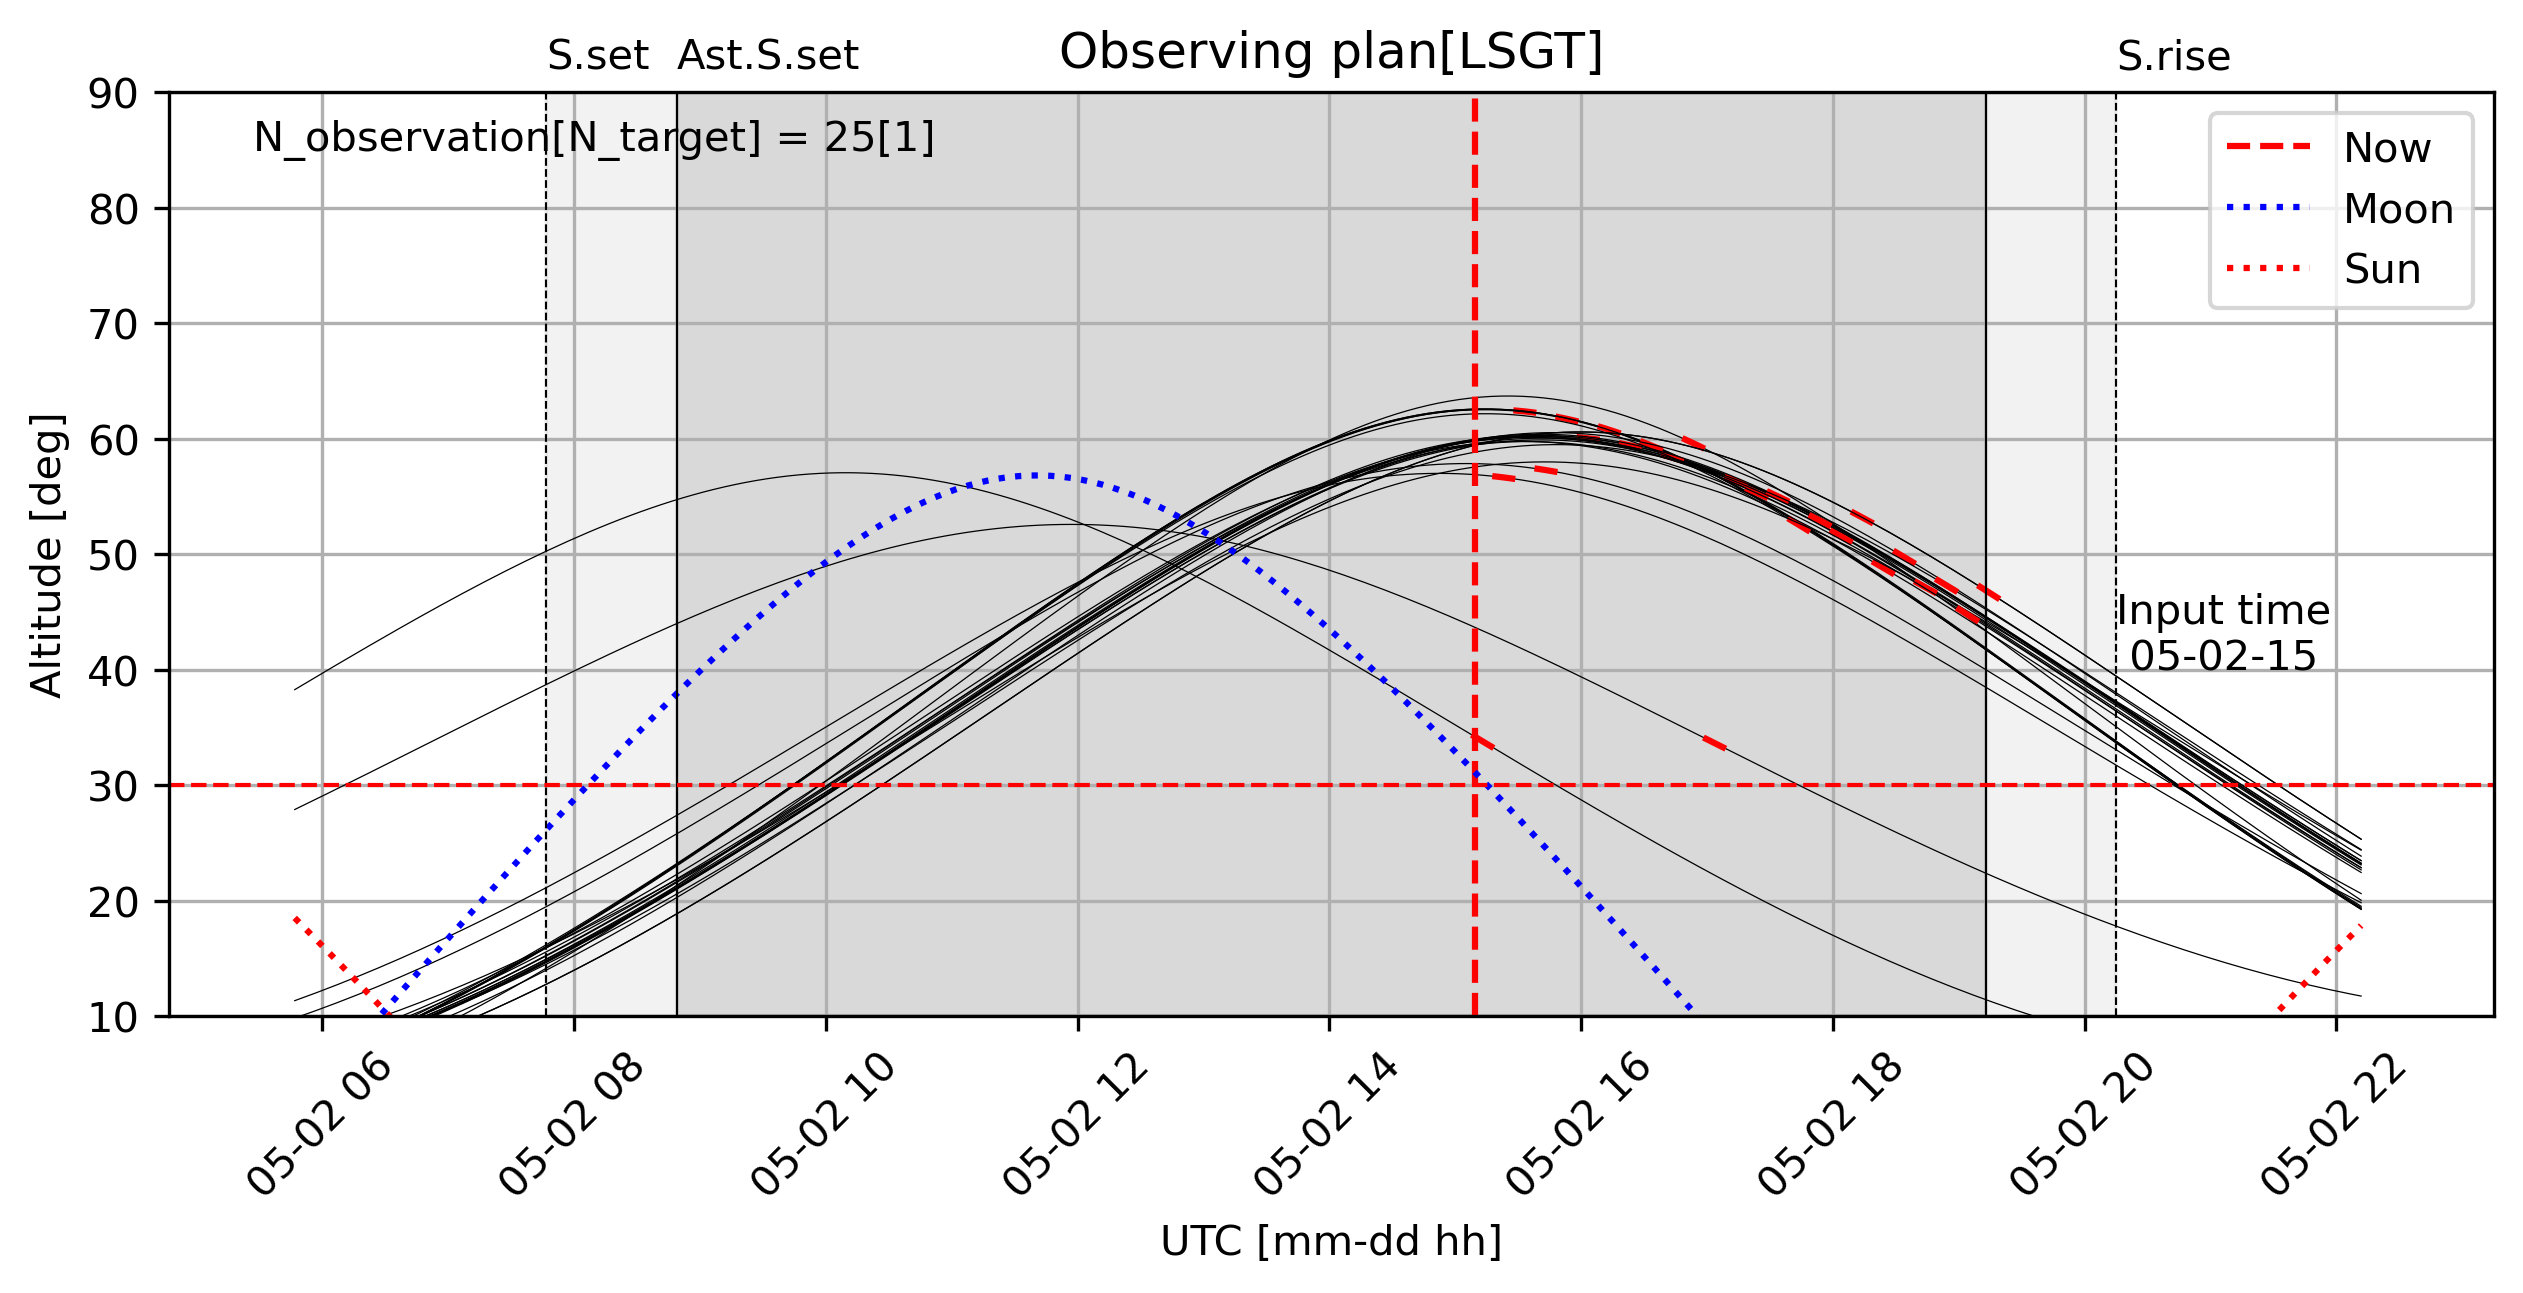 S.set Ast.S.set Observing plan[LSGT] S.rise
N_observation[N_target] = 25[1]
Now
Moon
Sun
Input time
05-02-15
Altitude [deg]
90
80
70
60
50
40
30
20
10
05-02 06
05-02 08
05-02 10
05-02 12
05-02 14
05-02 16
05-02 18
05-02 20
05-02 22
UTC [mm-dd hh]